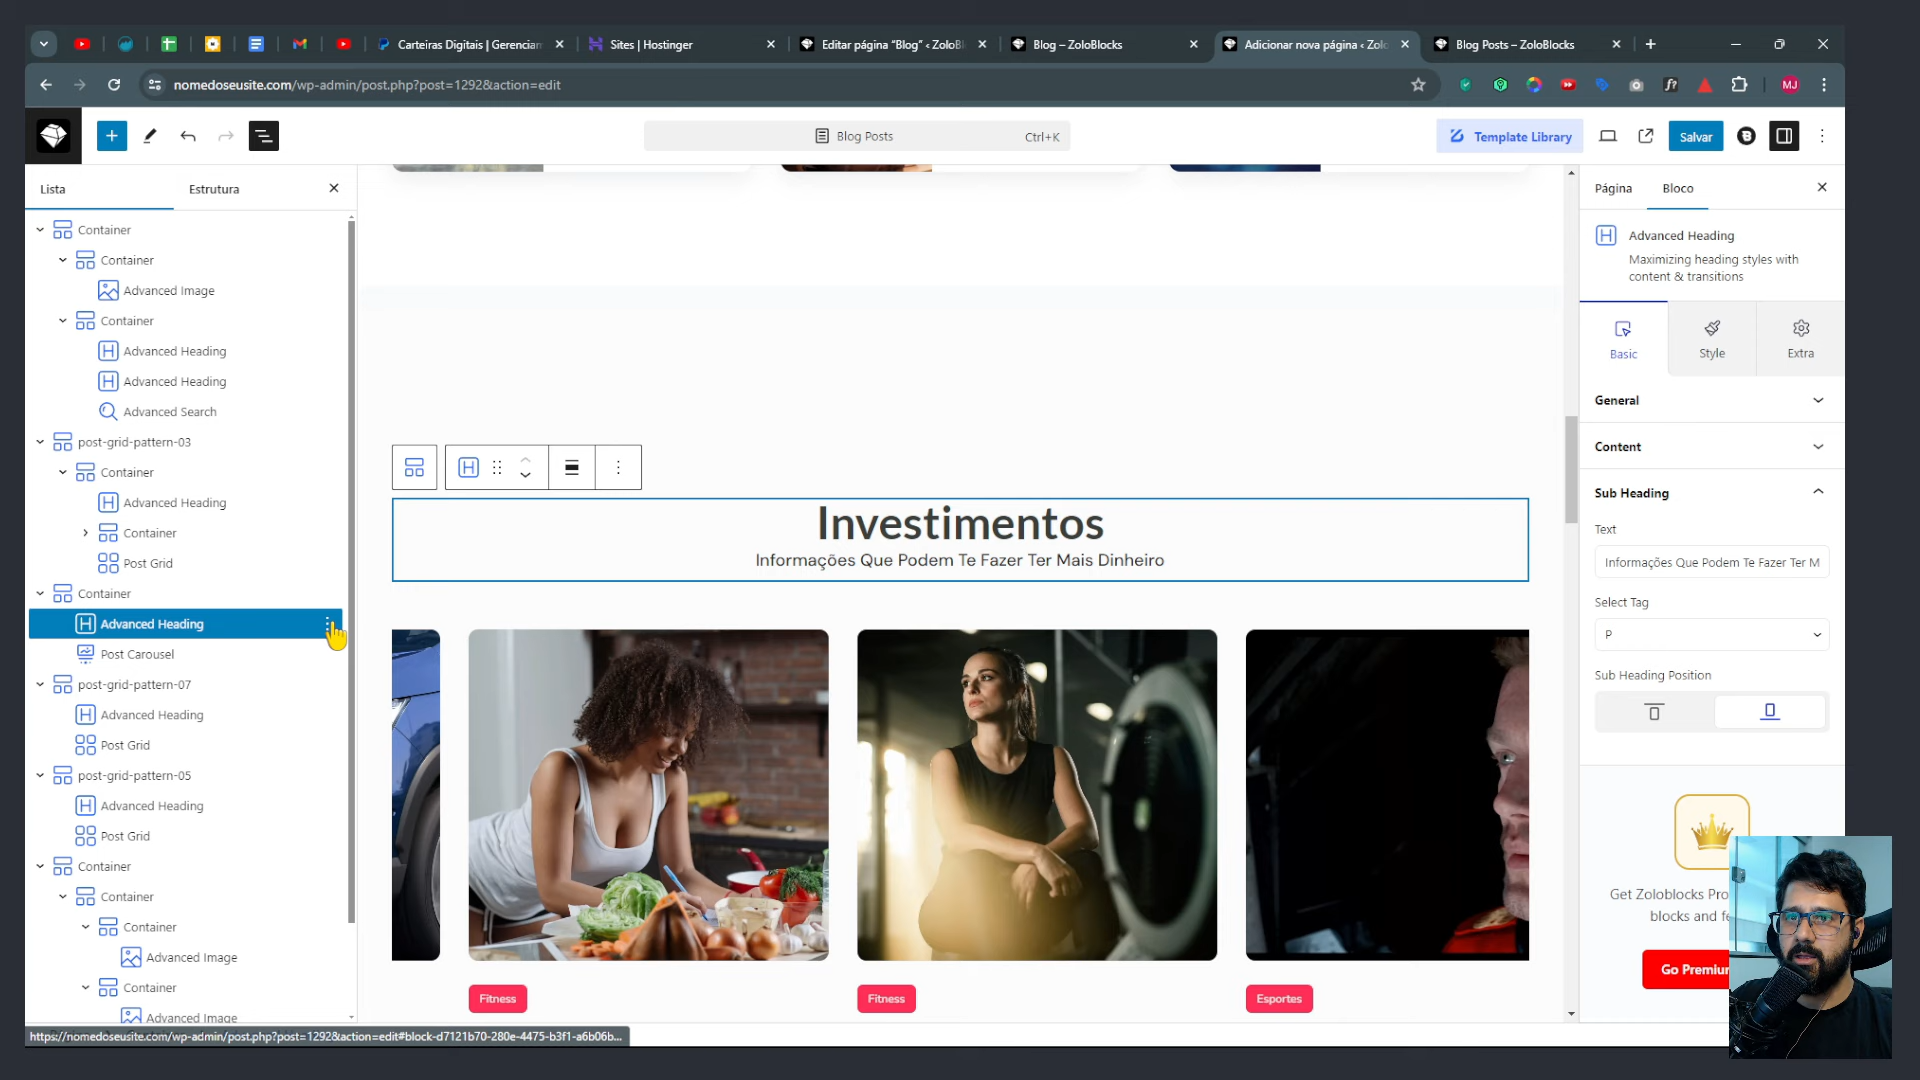 Carteiras Digitais | Gerencian
Sites | Hostinger
Editar página “Blog” ‹ ZoloBl
Blog – ZoloBlocks
Adicionar nova página ‹ Zolo
Blog Posts – ZoloBlocks
nomedoseusite.com/wp-admin/post.php?post=1292&action=edit
MJ
Blog Posts
Ctrl+K
Template Library
Salvar
Lista
Estrutura
Página
Bloco
Container
Container
Advanced Image
Container
Advanced Heading
Advanced Heading
Advanced Search
post-grid-pattern-03
Container
Advanced Heading
Container
Post Grid
Container
Advanced Heading
Post Carousel
post-grid-pattern-07
Advanced Heading
Post Grid
post-grid-pattern-05
Advanced Heading
Post Grid
Container
Container
Container
Advanced Image
Container
Advanced Image
https://nomedoseusite.com/wp-admin/post.php?post=1292&action=edit#block-d7121b70-280e-4475-b3f1-a6b06b...
Investimentos
Informações Que Podem Te Fazer Ter Mais Dinheiro
Fitness
Fitness
Esportes
Advanced Heading
Maximizing heading styles with
content & transitions
Basic
Style
Extra
General
Content
Sub Heading
Text
Informações Que Podem Te Fazer Ter M
Select Tag
P
Sub Heading Position
Get Zoloblocks Pro
blocks and fe
Go Premium